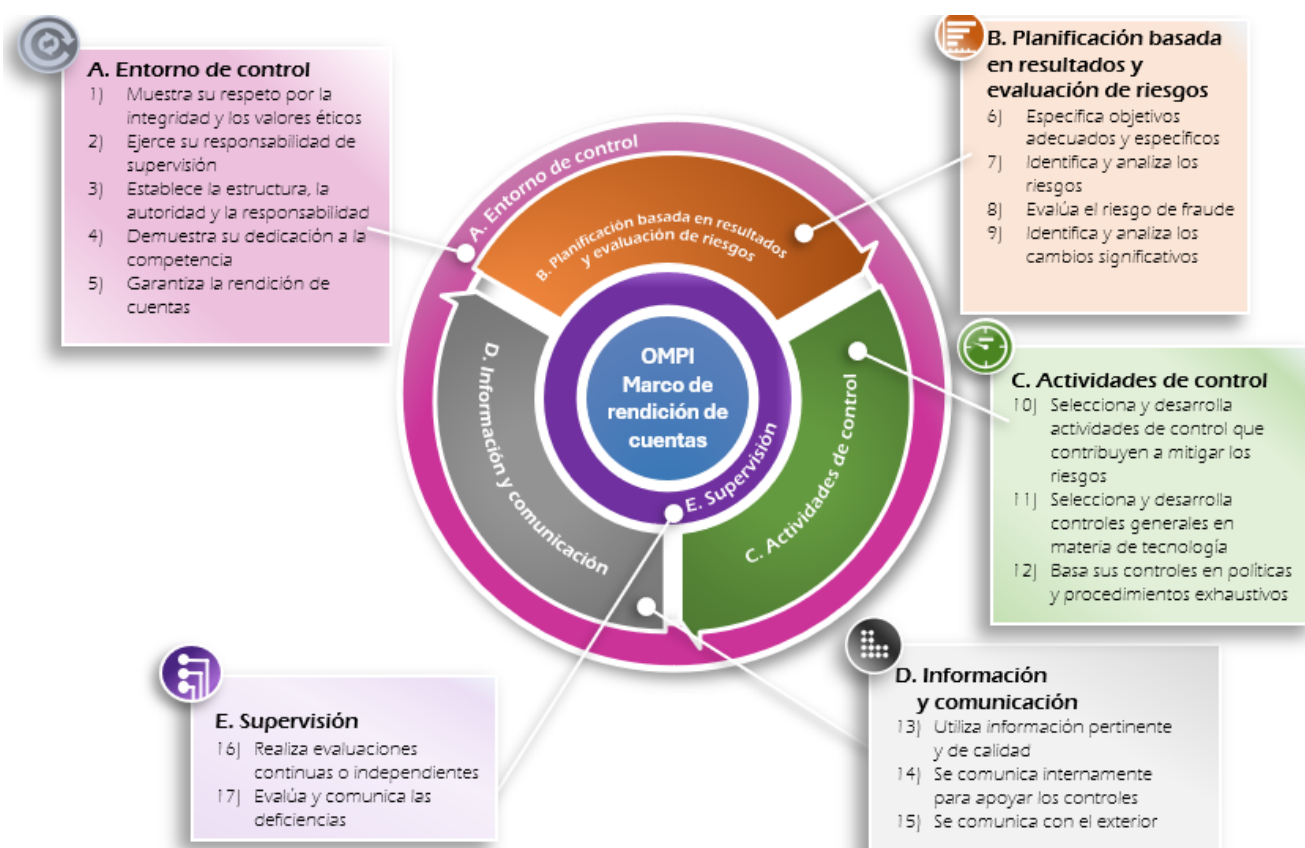 A. Entorno de control
1) Muestra su respeto por la
integridad y los valores éticos
2) Ejerce su responsabilidad de
supervisión
3) Establece la estructura, la
autoridad y la responsabilidad
4) Demuestra su dedicación a la
competencia
5) Garantiza la rendición de
cuentas
B. Planificación basada
en resultados y
evaluación de riesgos
6) Especifica objetivos
adecuados y específicos
7) Identifica y analiza los
riesgos
8) Evalúa el riesgo de fraude
9) Identifica y analiza los
cambios significativos
A. Entorno de control
B. Planificación basada en resultados
y evaluación de riesgos
OMPI
Marco de
rendición de
cuentas
E. Supervisión
D. Información y comunicación
C. Actividades de control
C. Actividades de control
10) Selecciona y desarrolla
actividades de control que
contribuyen a mitigar los
riesgos
11) Selecciona y desarrolla
controles generales en
materia de tecnología
12) Basa sus controles en políticas
y procedimientos exhaustivos
D. Información
y comunicación
13) Utiliza información pertinente
y de calidad
14) Se comunica internamente
para apoyar los controles
15) Se comunica con el exterior
E. Supervisión
16) Realiza evaluaciones
continuas o independientes
17) Evalúa y comunica las
deficiencias